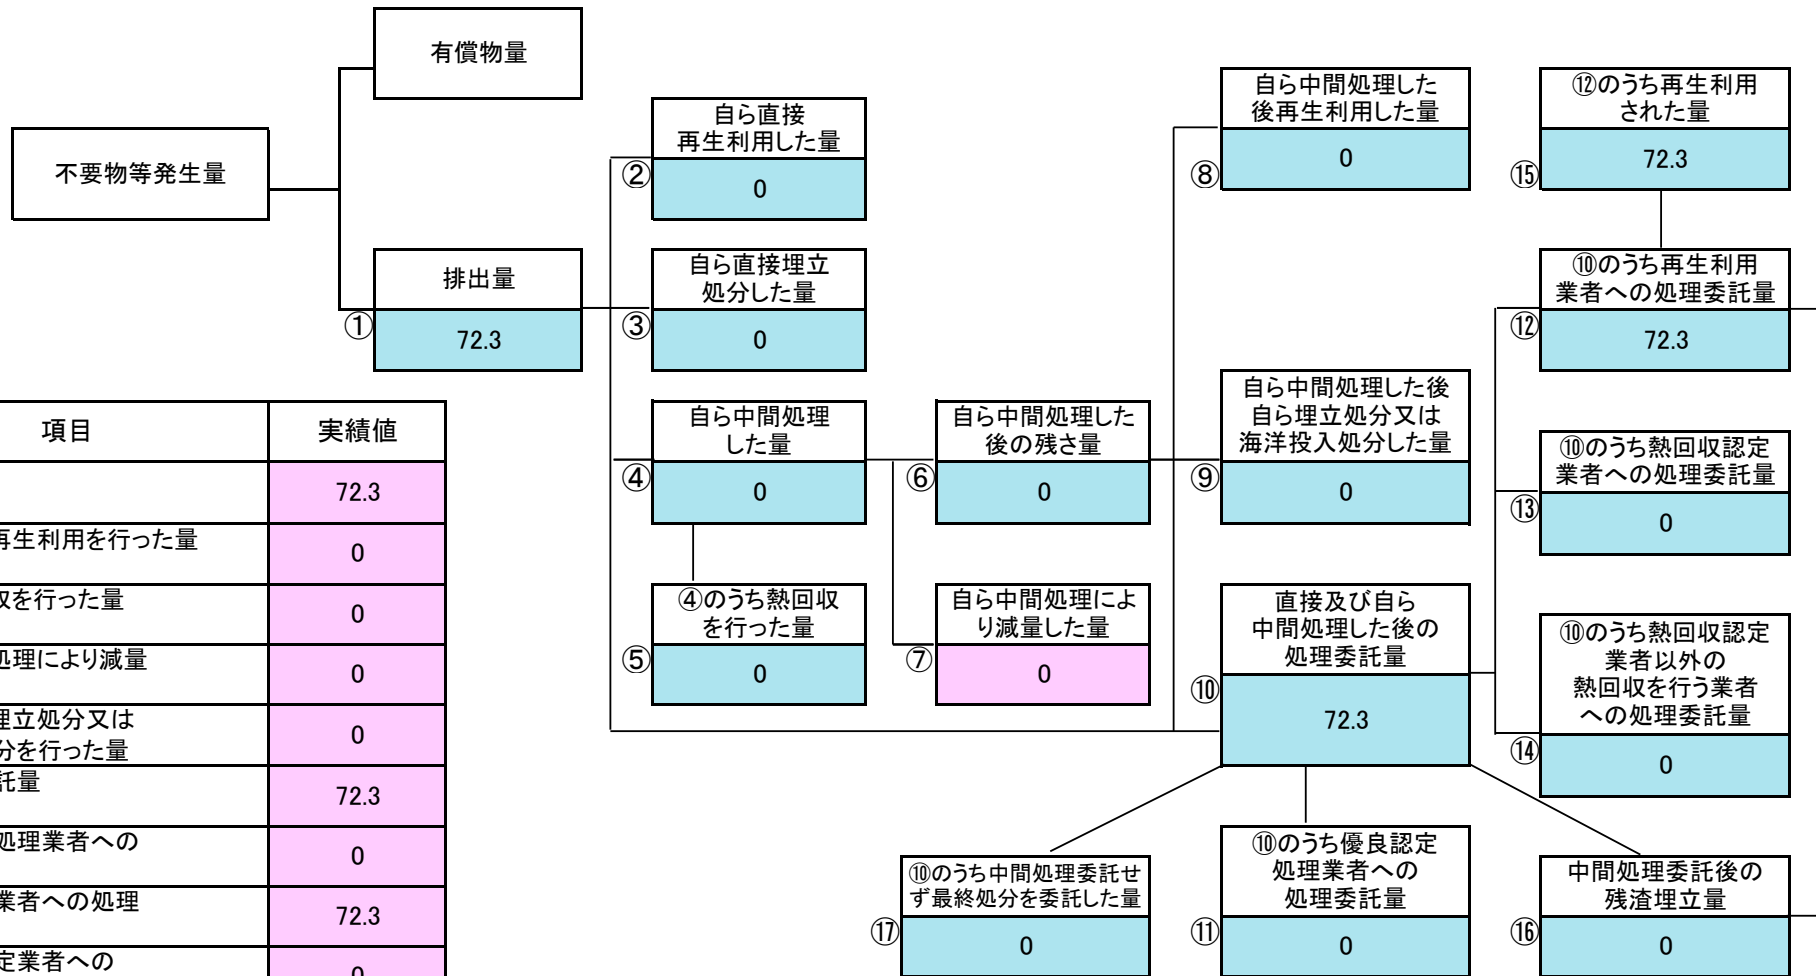 有償物量
不要物等発生量
排出量
①
72.3
自ら直接
再生利用した量
②
0
自ら直接埋立
処分した量
③
0
自ら中間処理
した量
④
0
④のうち熱回収
を行った量
⑤
0
自ら中間処理した
後の残さ量
⑥
0
自ら中間処理によ
り減量した量
⑦
0
自ら中間処理した
後再生利用した量
⑧
0
自ら中間処理した後
自ら埋立処分又は
海洋投入処分した量
⑨
0
直接及び自ら
中間処理した後の
処理委託量
⑩
72.3
⑫のうち再生利用
された量
⑮
72.3
⑩のうち再生利用
業者への処理委託量
⑫
72.3
⑩のうち熱回収認定
業者への処理委託量
⑬
0
⑩のうち熱回収認定
業者以外の
熱回収を行う業者
への処理委託量
⑭
0
⑩のうち中間処理委託せ
ず最終処分を委託した量
⑰
0
⑩のうち優良認定
処理業者への
処理委託量
⑪
0
中間処理委託後の
残渣埋立量
⑯
0
項目 実績値
72.3
再生利用を行った量
0
収を行った量
0
処理により減量
0
埋立処分又は
分を行った量
0
託量
72.3
処理業者への
0
業者への処理
72.3
定業者への
0